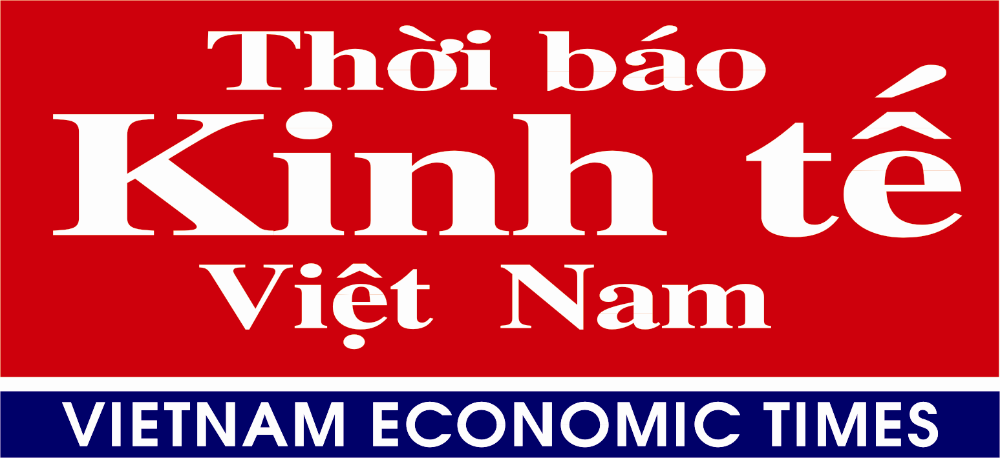 Thời báo
Kinh tế
Việt Nam
VIETNAM ECONOMIC TIMES